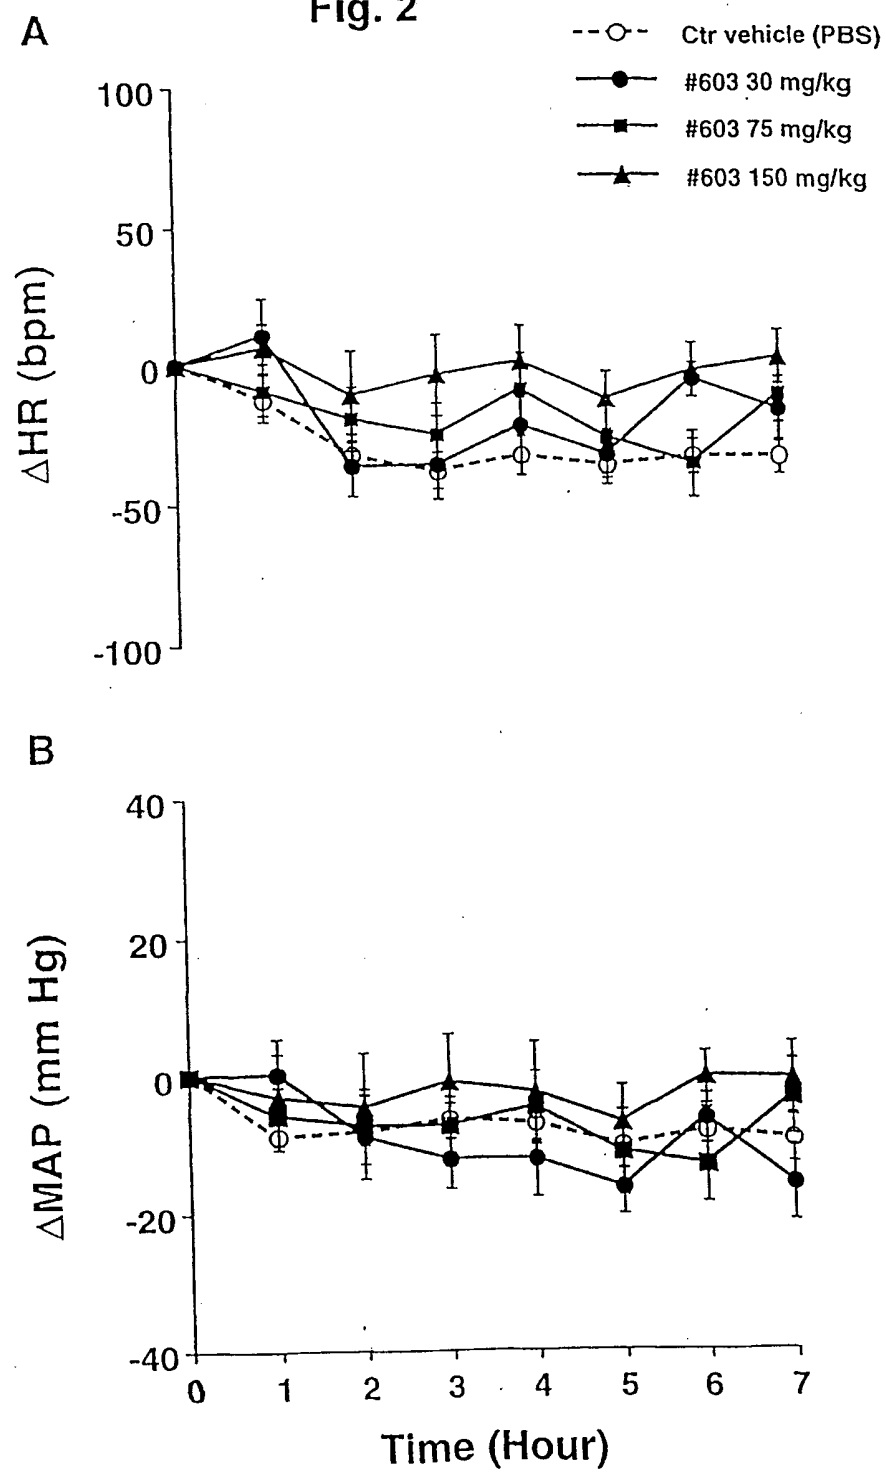 Fig. 2
A
Ctr vehicle (PBS)
#603 30 mg/kg
#603 75 mg/kg
#603 150 mg/kg
100
50
0
-50
-100
ΔHR (bpm)
B
40
20
0
-20
-40
ΔMAP (mm Hg)
0 1 2 3 4 5 6 7
Time (Hour)